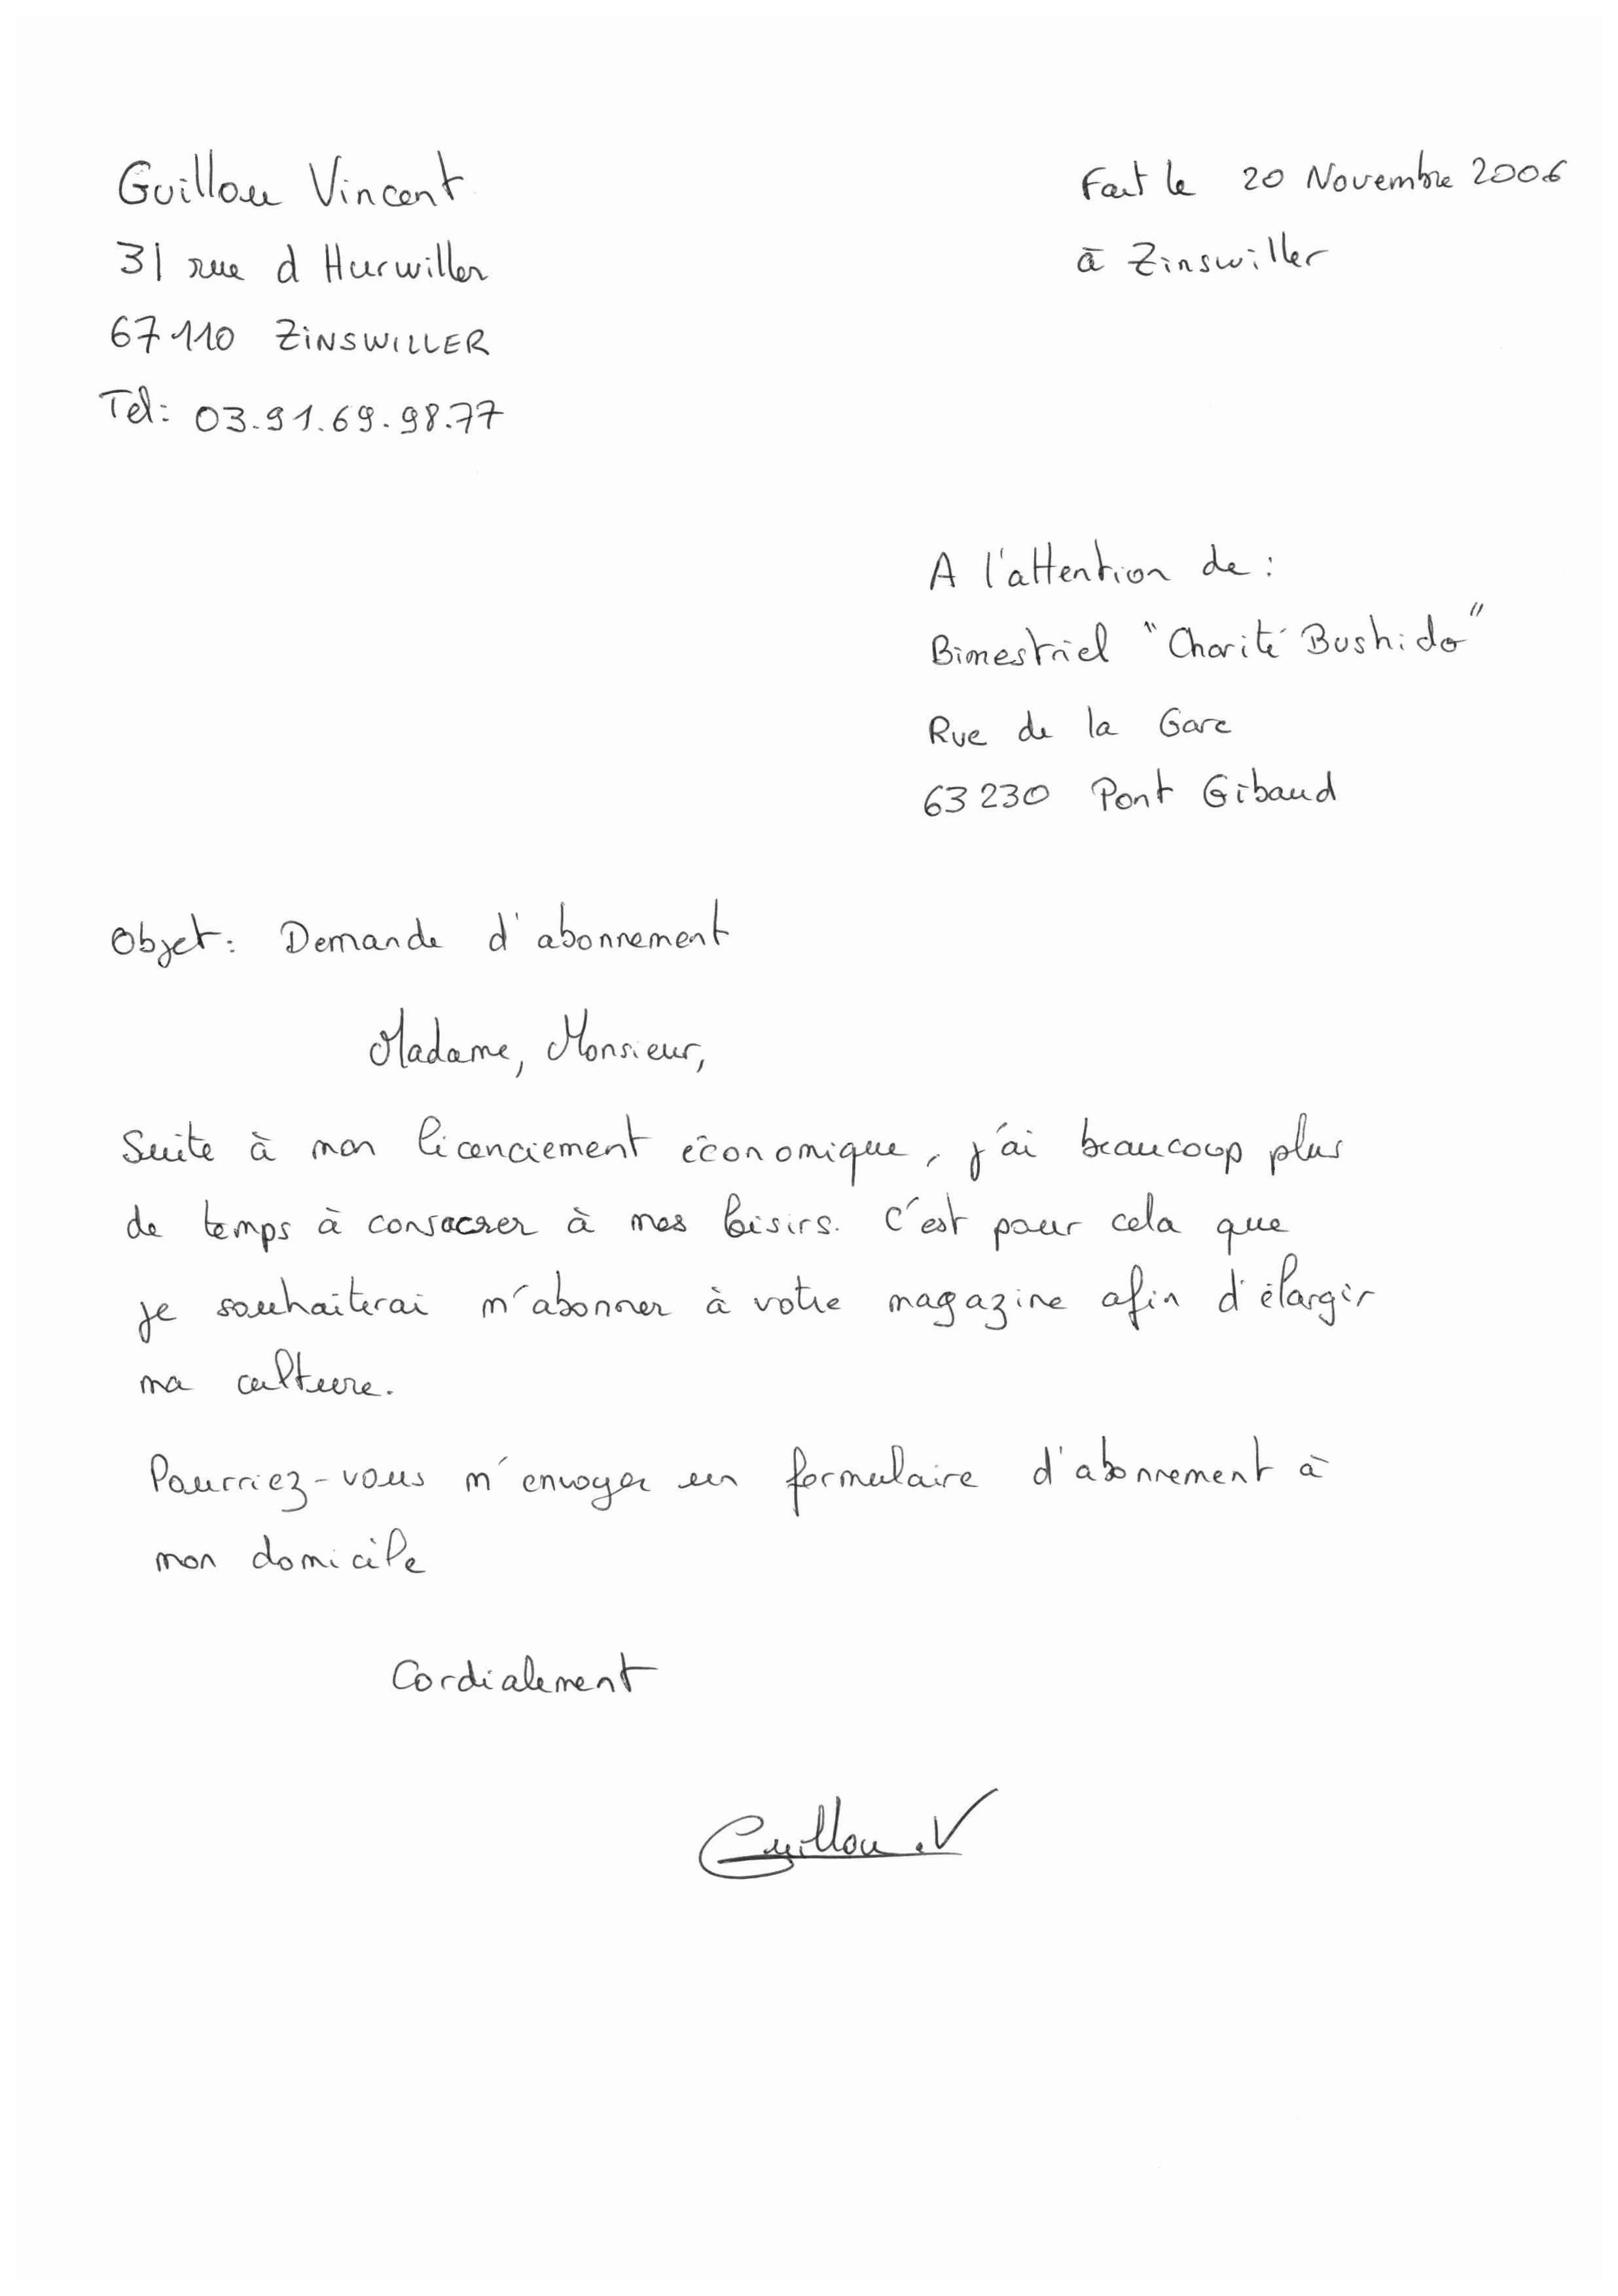 Guillou Vincent
31 rue d Hurwiller
67110 ZINSWILLER
Tel: 03.91.69.98.77
Fait le 20 Novembre 2006
à Zinswiller
A l'attention de :
Bimestriel "Charité Bushido"
Rue de la Gare
63230 Pont Gibaud
Objet: Demande d'abonnement
Madame, Monsieur,
Suite à mon licenciement économique, j'ai beaucoup plus
de temps à consacrer à mes loisirs. C'est pour cela que
je souhaiterai m'abonner à votre magazine afin d'élargir
ma culture.
Pourriez-vous m'envoyer un formulaire d'abonnement à
mon domicile
Cordialement
Guillou .V